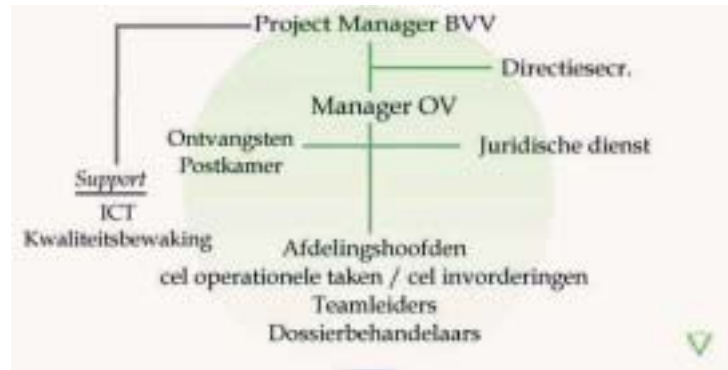 Project Manager BVV
Directiesecr.
Manager OV
Ontvangsten
Postkamer
Juridische dienst
Support
ICT
Kwaliteitsbewaking
Afdelingshoofden
cel operationele taken / cel invorderingen
Teamleiders
Dossierbehandelaars